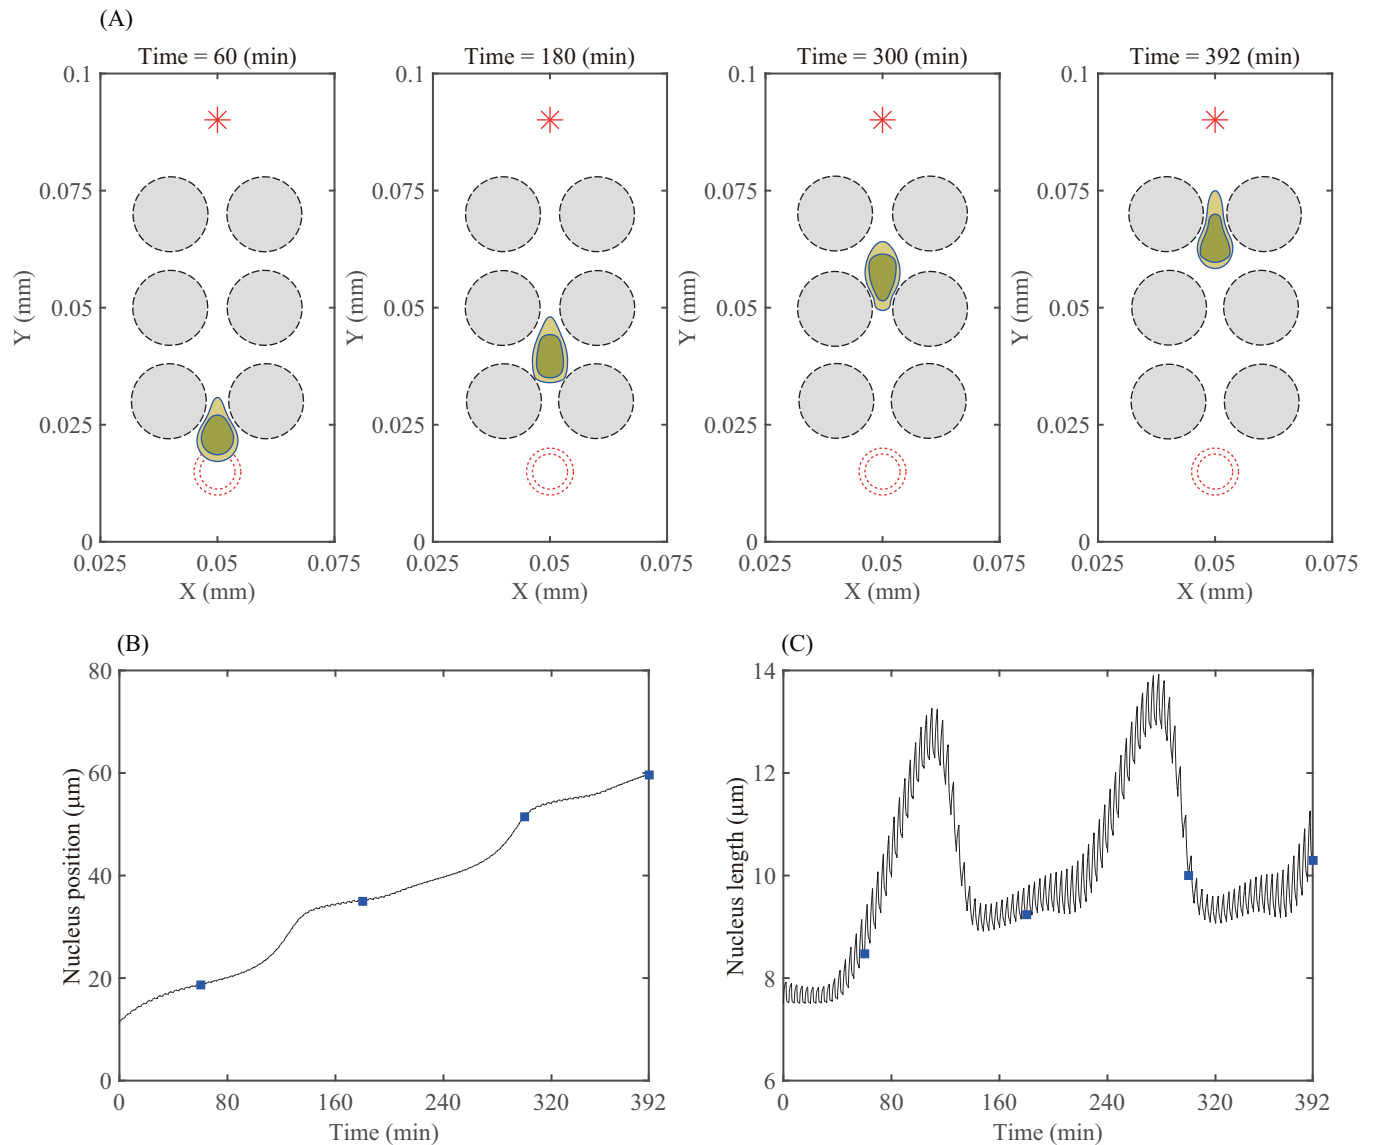 (A)
Time = 60 (min)
Time = 180 (min)
Time = 300 (min)
Time = 392 (min)
0.1
0.075
0.05
0.025
0
Y (mm)
0.025
0.05
0.075
X (mm)
0.1
0.075
0.05
0.025
0
Y (mm)
0.025
0.05
0.075
X (mm)
0.1
0.075
0.05
0.025
0
Y (mm)
0.025
0.05
0.075
X (mm)
0.1
0.075
0.05
0.025
0
Y (mm)
0.025
0.05
0.075
X (mm)
(B)
80
60
40
20
0
Nucleus position (μm)
0
80
160
240
320
392
Time (min)
(C)
14
12
10
8
6
Nucleus length (μm)
0
80
160
240
320
392
Time (min)